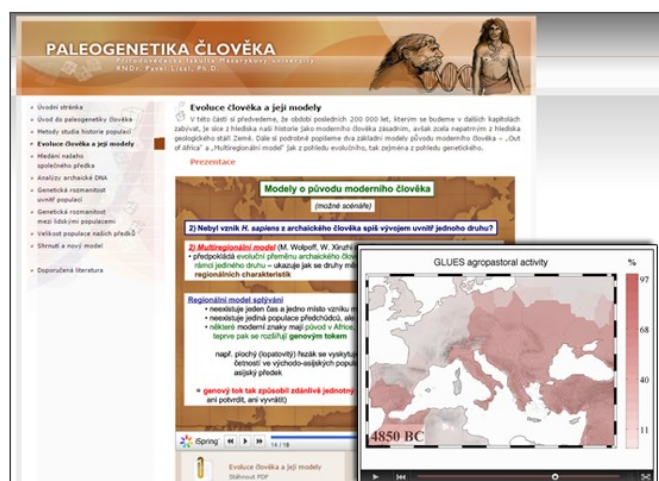 PALEOGENETIKA ČLOVĚKA
Přírodovědecká fakulta Masarykovy univerzity
RNDr. Pavel Lízal, Ph.D.
Úvodní stránka
Úvod do paleogenetiky člověka
Metody studia historie populací
Evoluce člověka a její modely
Hledání našeho
společného předka
Analýzy archaické DNA
Genetická rozmanitost
uvnitř populací
Genetická rozmanitost
mezi lidskými populacemi
Velikost populace našich předků
Shrnutí a nový model
Doporučená literatura
Evoluce člověka a její modely
V této části si předvedeme, že období posledních 200 000 let, kterým se budeme v dalších kapitolách
zabývat, je sice z hlediska naší historie jako moderního člověka zásadním, avšak zcela nepatrným z hlediska
geologického stáří Země. Dále si podrobně popíšeme dva základní modely původu moderního člověka – „Out
of Africa" a „Multiregionální model" jak z pohledu evolučního, tak zejména z pohledu genetického.
Prezentace
Modely o původu moderního člověka
(možné scénáře)
2) Nebyl vznik H. sapiens z archaického člověka spíš vývojem uvnitř jednoho druhu?
2) Multiregionální model (M. Wolpoff, W. Xinzhi
• předpokládá evoluční přeměnu archaického člově
rámci jediného druhu – ukazuje jak se druhy mě
regionálních charakteristik
Regionální model splývání
• neexistuje jeden čas a jedno místo vzniku m
• neexistuje jediná populace předchůdců, ale
• některé moderní znaky mají původ v Africe,
teprve pak se rozšiřují genovým tokem
např. plochý (lopatovitý) řezák se vyskytuj
četností ve východo-asijských popula
asijský předek
= genový tok tak způsobil zdánlivě jednotný
ani potvrdit, ani vyvrátit)
iSpring
14 / 18
Evoluce člověka a její modely
Stáhnout PDF
GLUES agropastoral activity
%
97
68
40
11
4850 BC